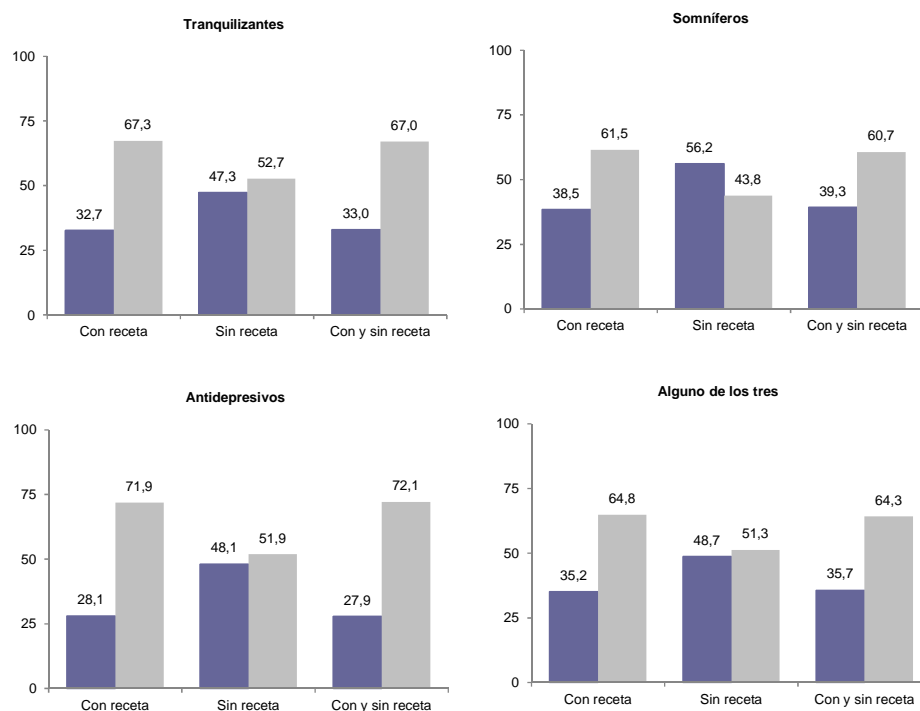 Tranquilizantes
100
75
50
25
0
32,7
67,3
47,3
52,7
33,0
67,0
Con receta
Sin receta
Con y sin receta
Somníferos
100
75
50
25
0
38,5
61,5
56,2
43,8
39,3
60,7
Con receta
Sin receta
Con y sin receta
Antidepresivos
100
75
50
25
0
28,1
71,9
48,1
51,9
27,9
72,1
Con receta
Sin receta
Con y sin receta
Alguno de los tres
100
75
50
25
0
35,2
64,8
48,7
51,3
35,7
64,3
Con receta
Sin receta
Con y sin receta